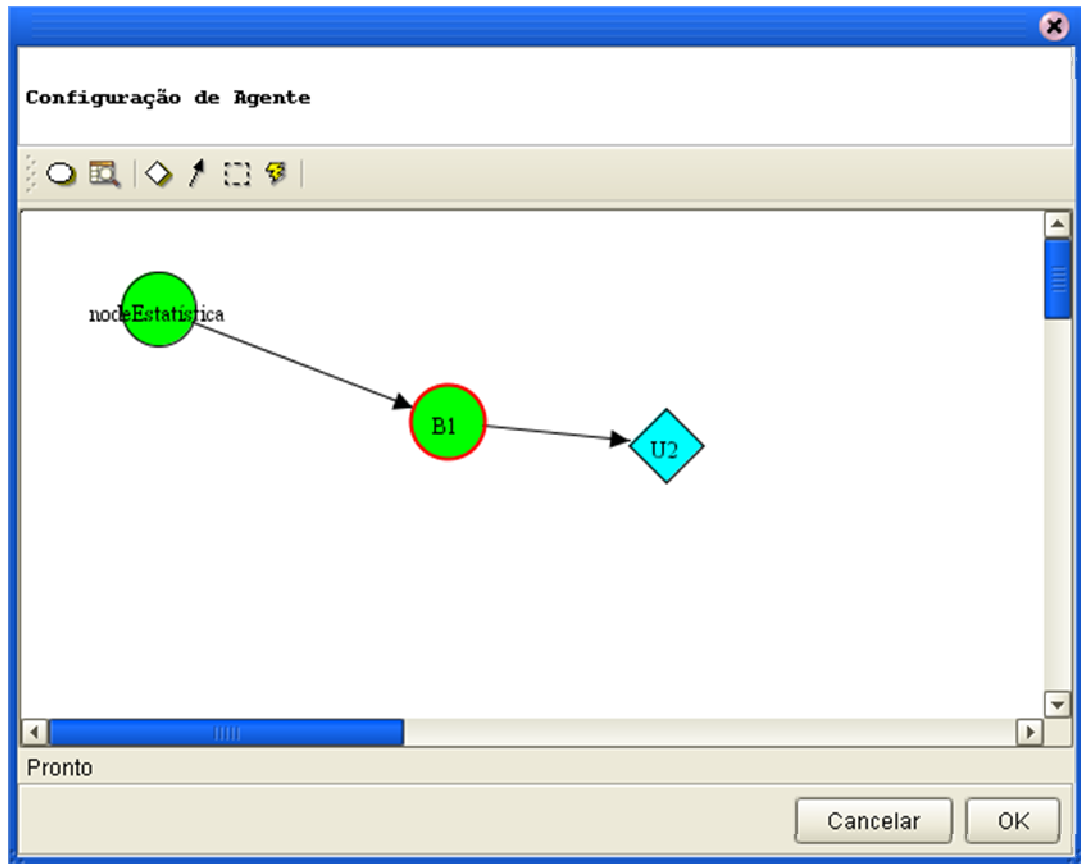 Configuração de Agente
nodeEstatística
B1
U2
Pronto
Cancelar
OK